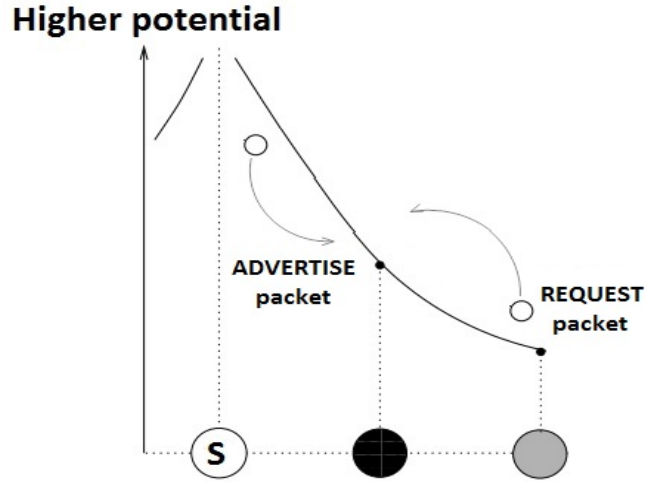 Higher potential
ADVERTISE
packet
REQUEST
packet
S